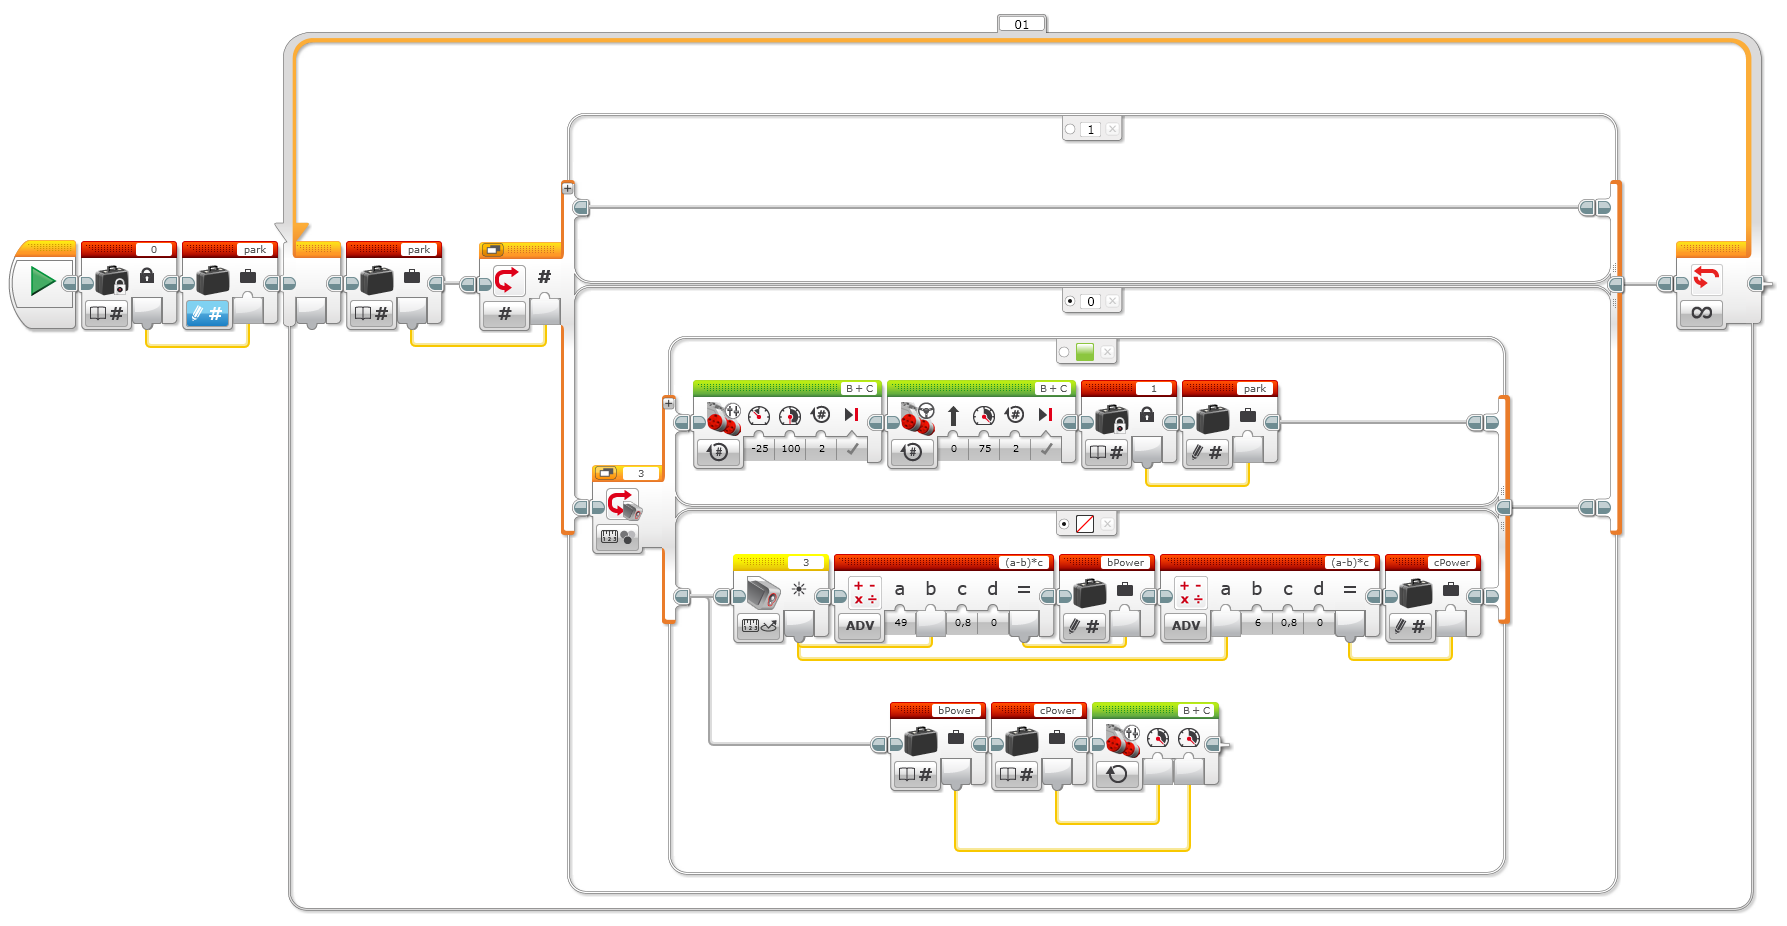 01
1
0
park
park
#
#
#
#
#
0
B + C
B + C
1
park
#
#
#
#
-25 100 2
0 75 2
#
#
3
3
(a-b)*c
bPower
(a-b)*c
cPower
+ -
x ÷
a b c d =
+ -
x ÷
a b c d =
ADV
49 0,8 0
#
ADV
6 0,8 0
#
bPower
cPower
B + C
#
#
∞